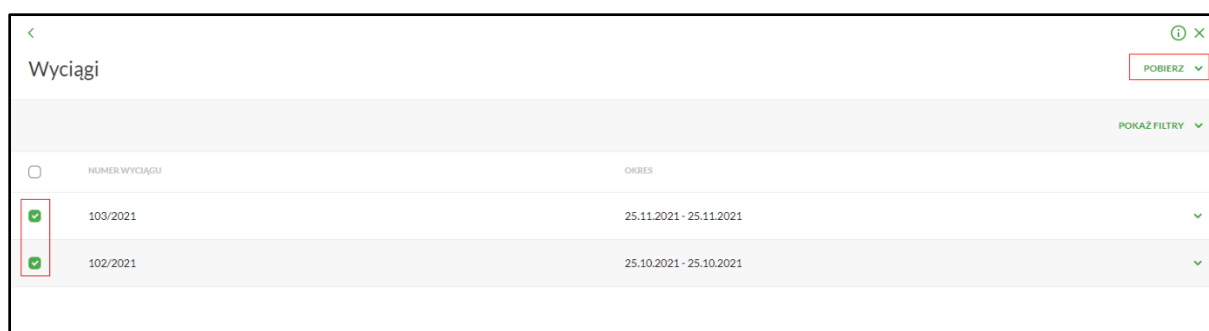 Wyciągi
POBIERZ
POKAŻ FILTRY
NUMER WYCIĄGU OKRES
103/2021 25.11.2021 - 25.11.2021
102/2021 25.10.2021 - 25.10.2021